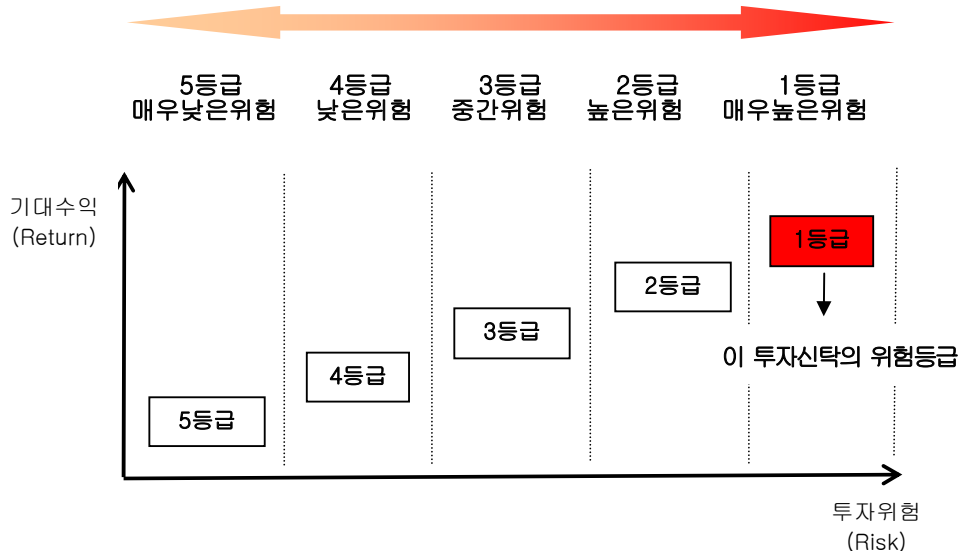 5등급
매우낮은위험
4등급
낮은위험
3등급
중간위험
2등급
높은위험
1등급
매우높은위험
기대수익
(Return)
1등급
2등급
3등급
이 투자신탁의 위험등급
4등급
5등급
투자위험
(Risk)